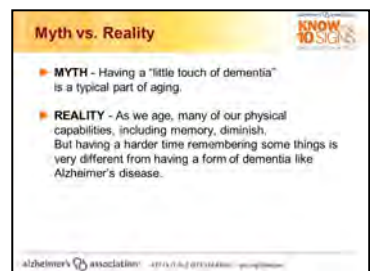 Myth vs. Reality
KNOW
10 SIGNS
MYTH - Having a "little touch of dementia"
is a typical part of aging.
REALITY - As we age, many of our physical
capabilities, including memory, diminish.
But having a harder time remembering some things is
very different from having a form of dementia like
Alzheimer's disease.
alzheimer's association